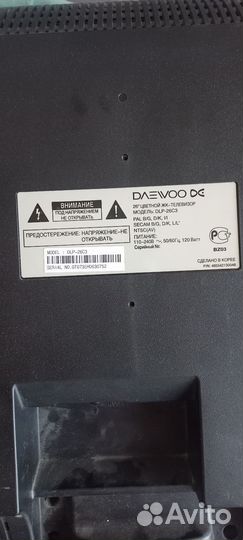 ВНИМАНИЕ
ПОД НАПРЯЖЕНИЕМ
НЕ ОТКРЫВАТЬ
ПРЕДОСТЕРЕЖЕНИЕ: НАПРЯЖЕНИЕ-НЕ
ОТКРЫВАТЬ
MODEL : DLP-26C3
DAEWOO
26" ЦВЕТНОЙ ЖК-ТЕЛЕВИЗОР
МОДЕЛЬ: DLP-26C3
PAL B/G, D/K, I/I
SECAM B/G, D/K, L/L'
NTSC(AV)
ПИТАНИЕ:
110-240В ~, 50/60Гц, 120 Ватт
Серийный №:
BZ03
СДЕЛАНО В КОРЕЕ
Avito